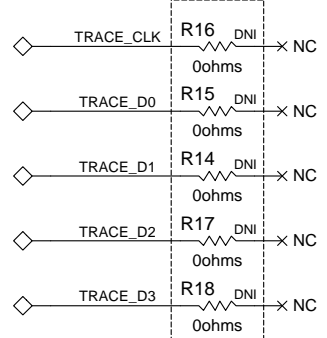 TRACE_CLK R16 DNI NC
0ohms
TRACE_D0 R15 DNI NC
0ohms
TRACE_D1 R14 DNI NC
0ohms
TRACE_D2 R17 DNI NC
0ohms
TRACE_D3 R18 DNI NC
0ohms